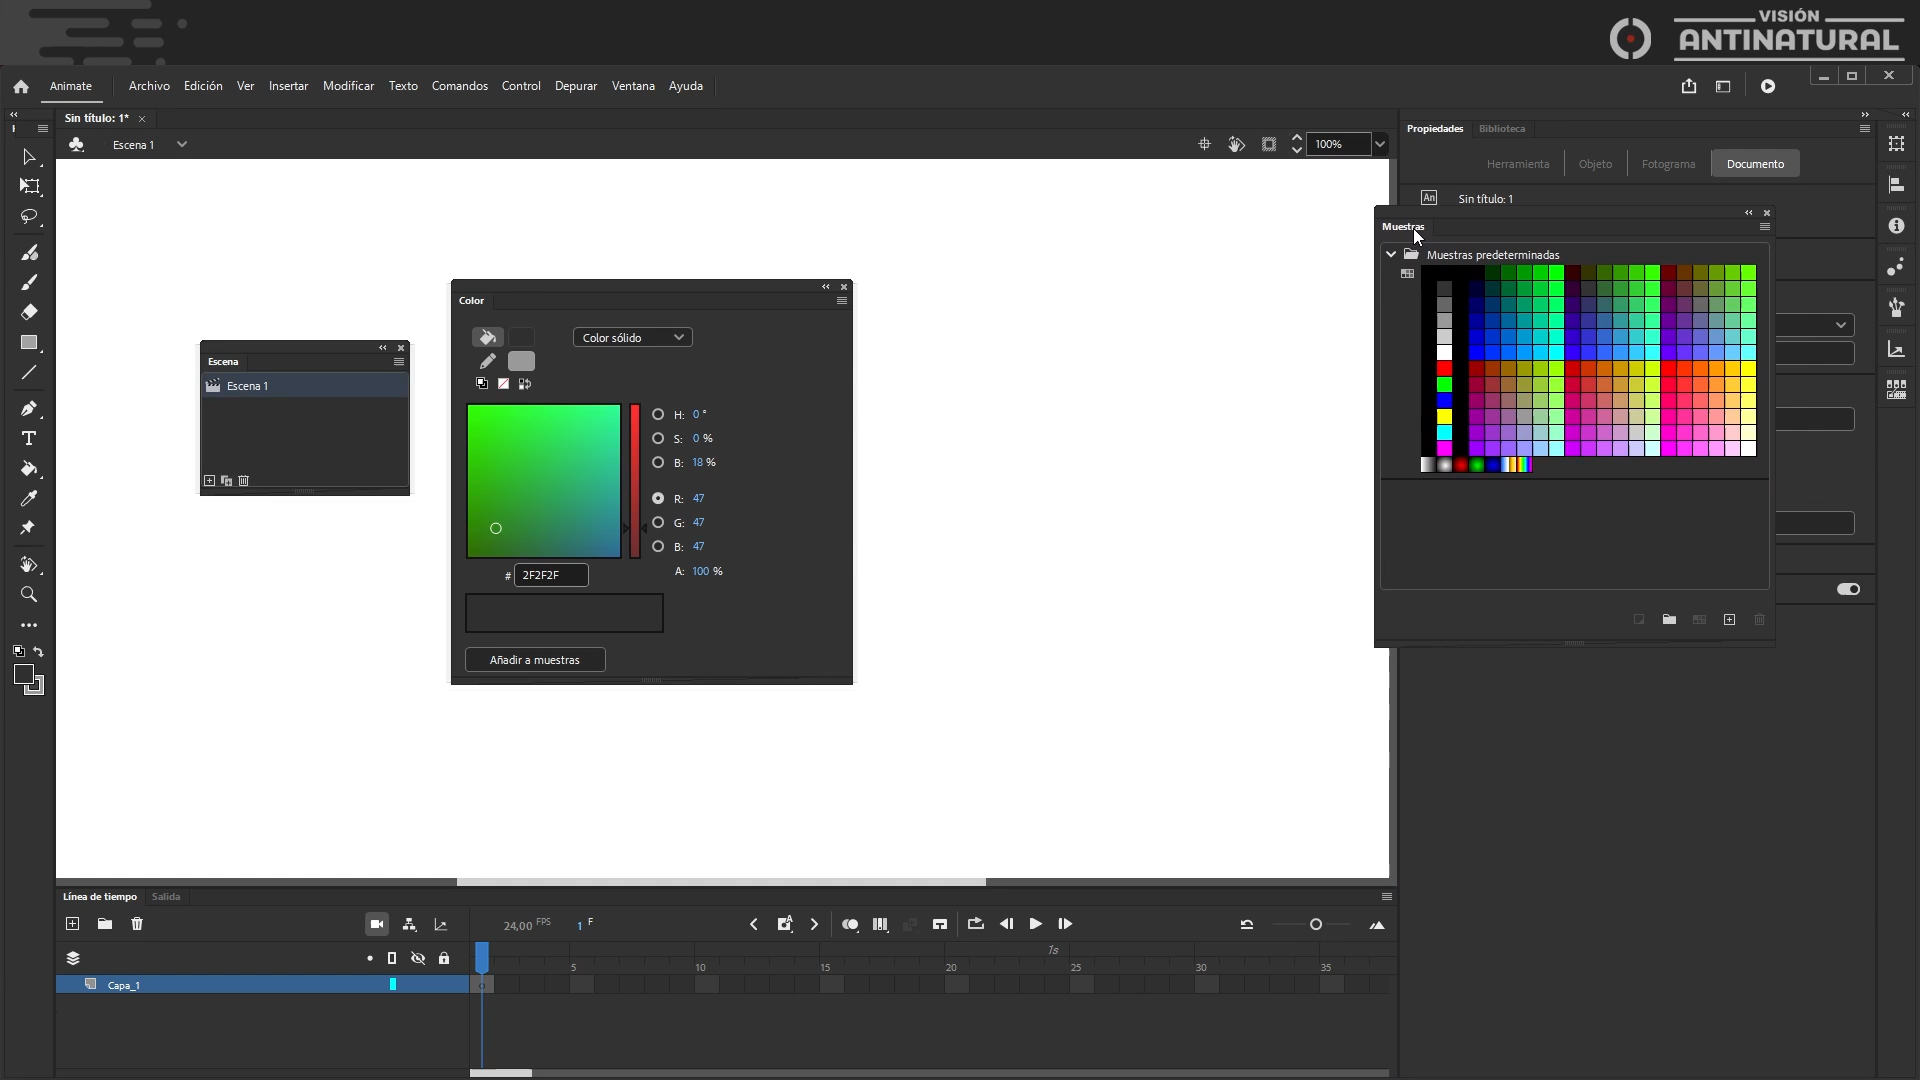 VISIÓN
ANTINATURAL
Animate
Archivo Edición Ver Insertar Modificar Texto Comandos Control Depurar Ventana Ayuda
Sin título: 1*
Escena 1
100%
Propiedades Biblioteca
Herramienta Objeto Fotograma Documento
An Sin título: 1
Muestras
Muestras predeterminadas
Color
Color sólido
H: 0 °
S: 0 %
B: 18 %
R: 47
G: 47
B: 47
A: 100 %
# 2F2F2F
Añadir a muestras
Escena
Escena 1
Línea de tiempo Salida
24,00 FPS 1 F
1s
5 10 15 20 25 30 35
Capa_1